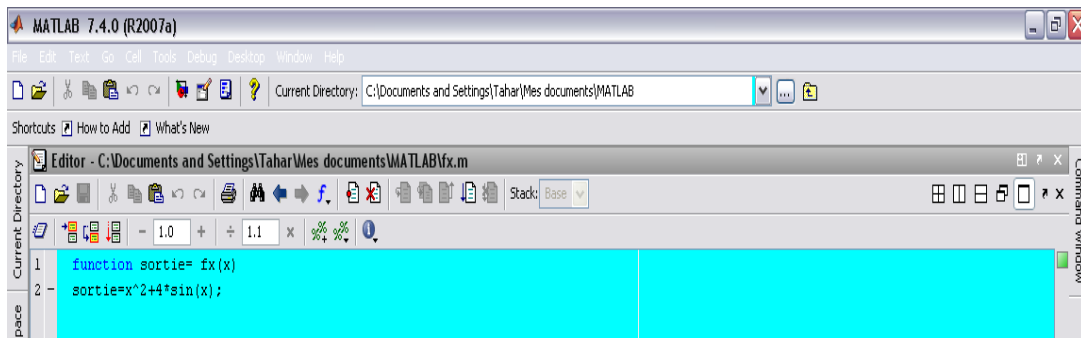 MATLAB 7.4.0 (R2007a)
File Edit Text Go Cell Tools Debug Desktop Window Help
Current Directory: C:\Documents and Settings\Tahar\Mes documents\MATLAB
Shortcuts How to Add What's New
Editor - C:\Documents and Settings\Tahar\Mes documents\MATLAB\fx.m
Stack: Base
- 1.0 + ÷ 1.1 ×
1 function sortie= fx(x)
2 - sortie=x^2+4*sin(x);
Current Directory
pace
Command Window